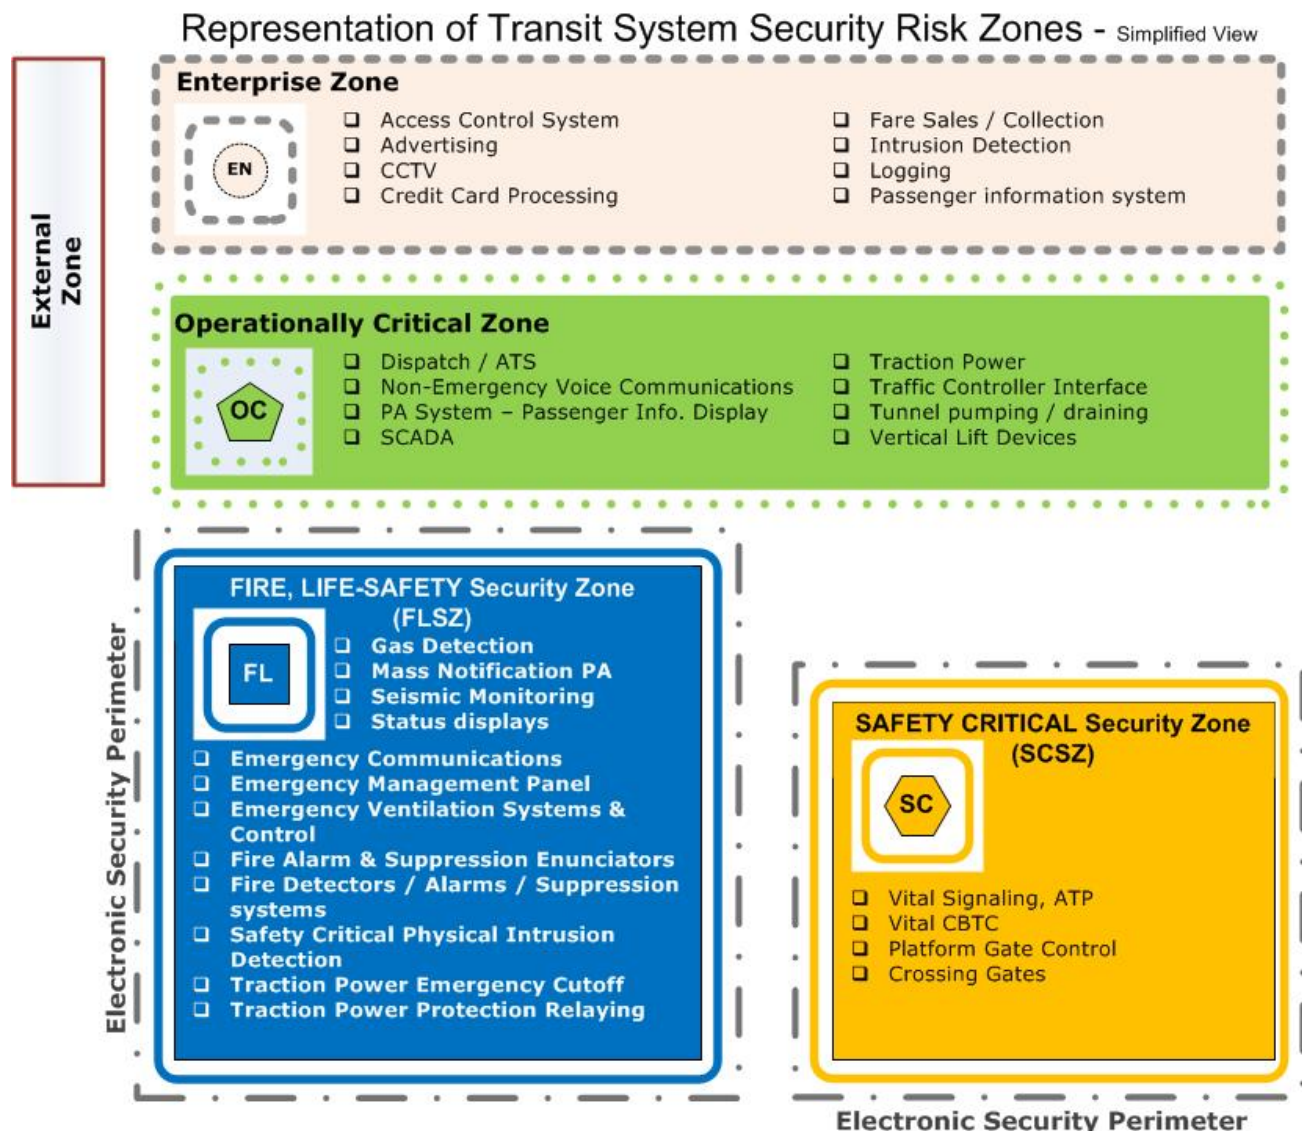 Representation of Transit System Security Risk Zones - Simplified View
External
Zone
Enterprise Zone
EN
Access Control System
Advertising
CCTV
Credit Card Processing
Fare Sales / Collection
Intrusion Detection
Logging
Passenger information system
Operationally Critical Zone
OC
Dispatch / ATS
Non-Emergency Voice Communications
PA System – Passenger Info. Display
SCADA
Traction Power
Traffic Controller Interface
Tunnel pumping / draining
Vertical Lift Devices
Electronic Security Perimeter
FIRE, LIFE-SAFETY Security Zone
(FLSZ)
FL
Gas Detection
Mass Notification PA
Seismic Monitoring
Status displays
Emergency Communications
Emergency Management Panel
Emergency Ventilation Systems &
Control
Fire Alarm & Suppression Enunciators
Fire Detectors / Alarms / Suppression
systems
Safety Critical Physical Intrusion
Detection
Traction Power Emergency Cutoff
Traction Power Protection Relaying
SAFETY CRITICAL Security Zone
(SCSZ)
SC
Vital Signaling, ATP
Vital CBTC
Platform Gate Control
Crossing Gates
Electronic Security Perimeter